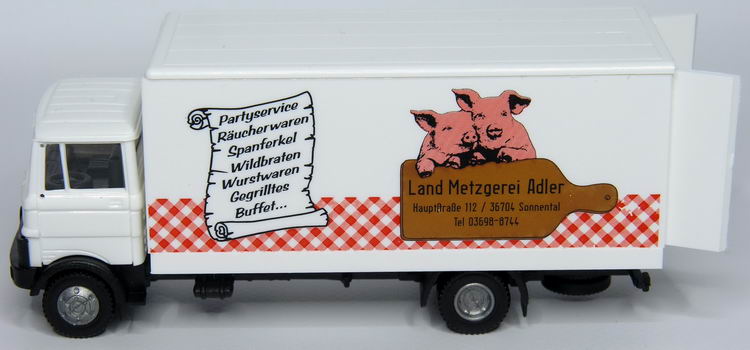 Partyservice
Räucherwaren
Spanferkel
Wildbraten
Wurstwaren
Gegrilltes
Buffet...
Land Metzgerei Adler
Hauptstraße 112 / 36704 Sonnental
Tel 03698-8744